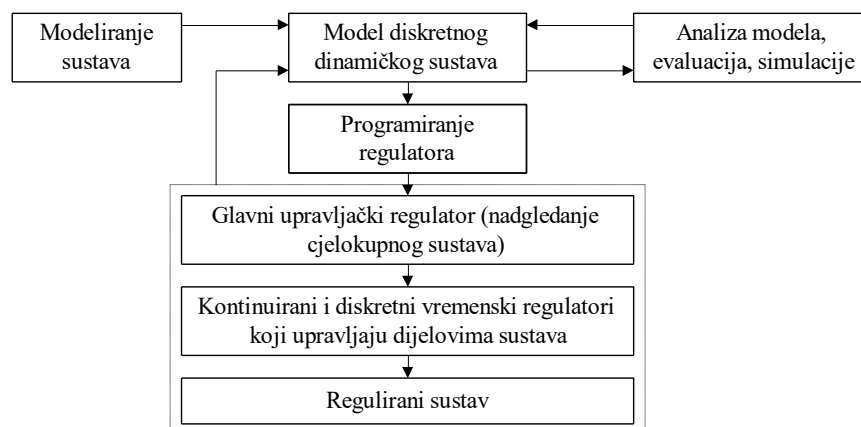 Modeliranje
sustava
Model diskretnog
dinamičkog sustava
Analiza modela,
evaluacija, simulacije
Programiranje
regulatora
Glavni upravljački regulator (nadgledanje
cjelokupnog sustava)
Kontinuirani i diskretni vremenski regulatori
koji upravljaju dijelovima sustava
Regulirani sustav